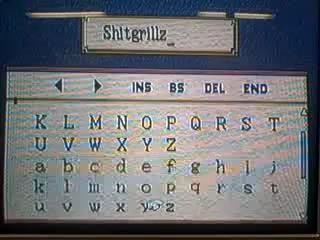 Shitgrillz_
INS BS DEL END
K L M N O P Q R S T
U V W X Y Z
a b c d e f g h i j
k l m n o p q r s t
u v w x y z